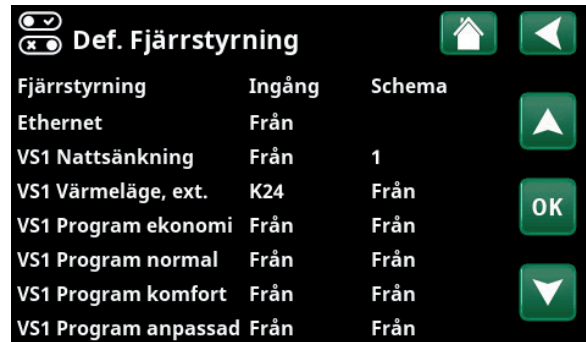 Def. Fjärrstyrning
Fjärrstyrning Ingång Schema
Ethernet Från
VS1 Nattsänkning Från 1
VS1 Värmeläge, ext. K24 Från
OK
VS1 Program ekonomi Från Från
VS1 Program normal Från Från
VS1 Program komfort Från Från
VS1 Program anpassad Från Från